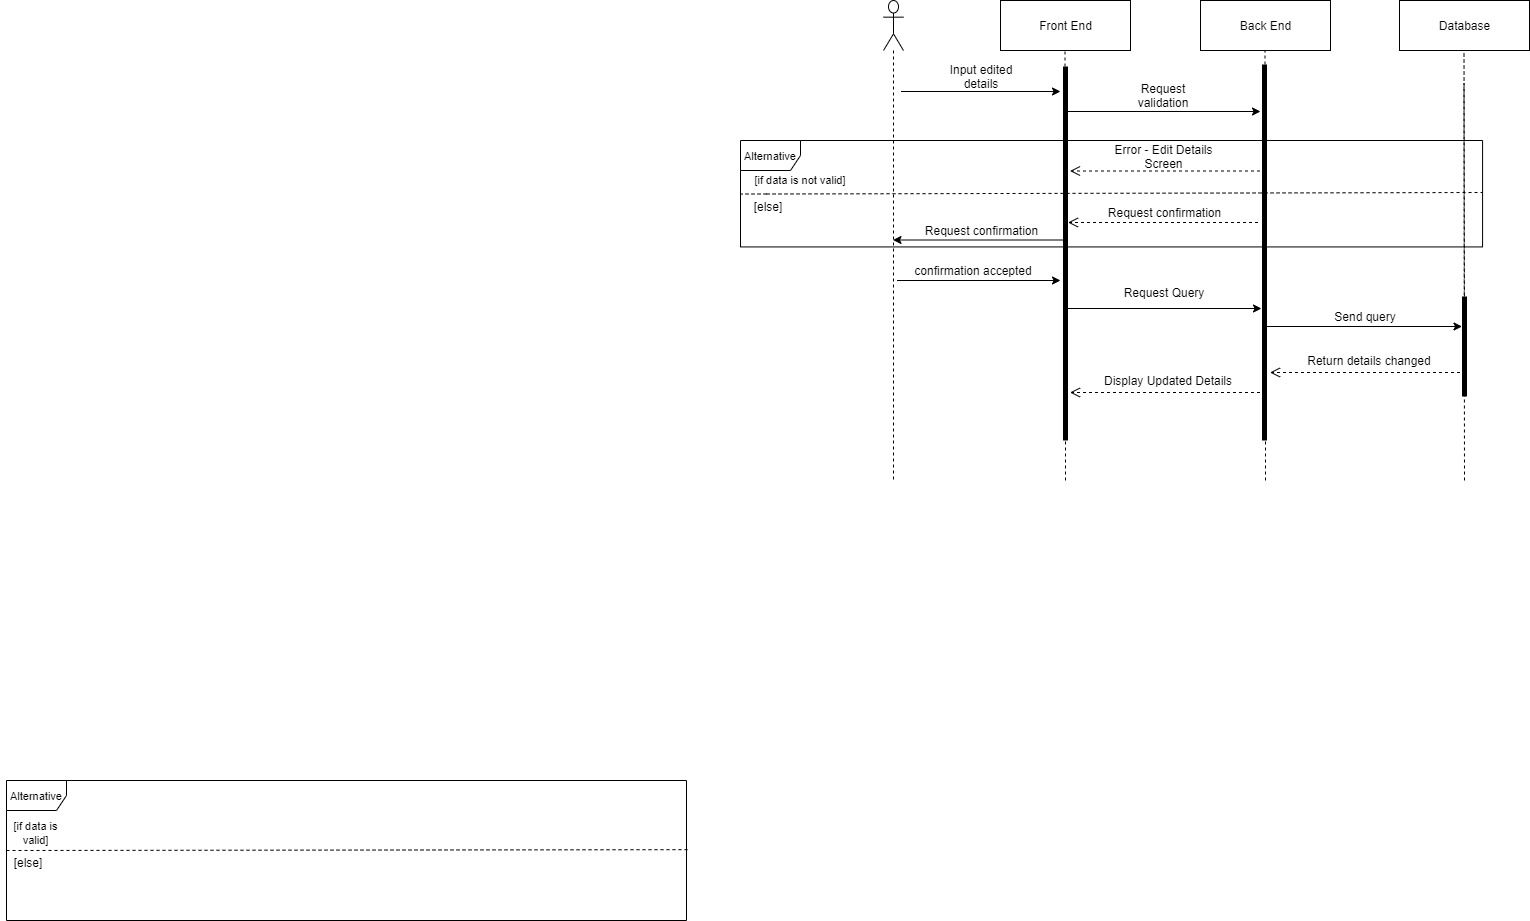 Front End
Back End
Database
Input edited
details
Request
validation
Alternative
Error - Edit Details
Screen
[if data is not valid]
[else]
Request confirmation
Request confirmation
confirmation accepted
Request Query
Send query
Return details changed
Display Updated Details
Alternative
[if data is
valid]
[else]